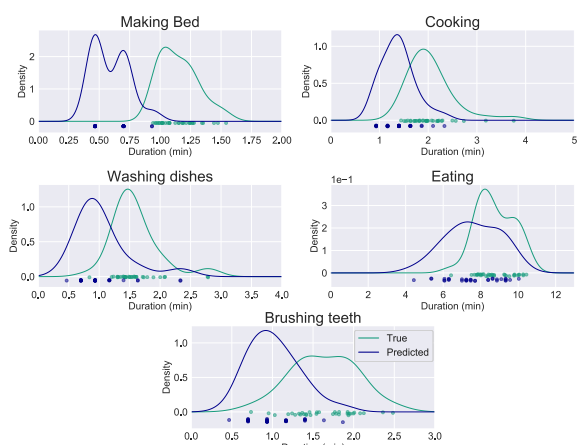 Making Bed
Density
2
1
0
0.00 0.25 0.50 0.75 1.00 1.25 1.50 1.75 2.00
Duration (min)
Cooking
Density
1.0
0.5
0.0
0 1 2 3 4 5
Duration (min)
Washing dishes
Density
1.0
0.5
0.0
0.0 0.5 1.0 1.5 2.0 2.5 3.0 3.5 4.0
Duration (min)
1e−1
Eating
Density
3
2
1
0
0 2 4 6 8 10 12
Duration (min)
Brushing teeth
Density
1.0
0.5
0.0
True
Predicted
0.0 0.5 1.0 1.5 2.0 2.5 3.0
Duration (min)